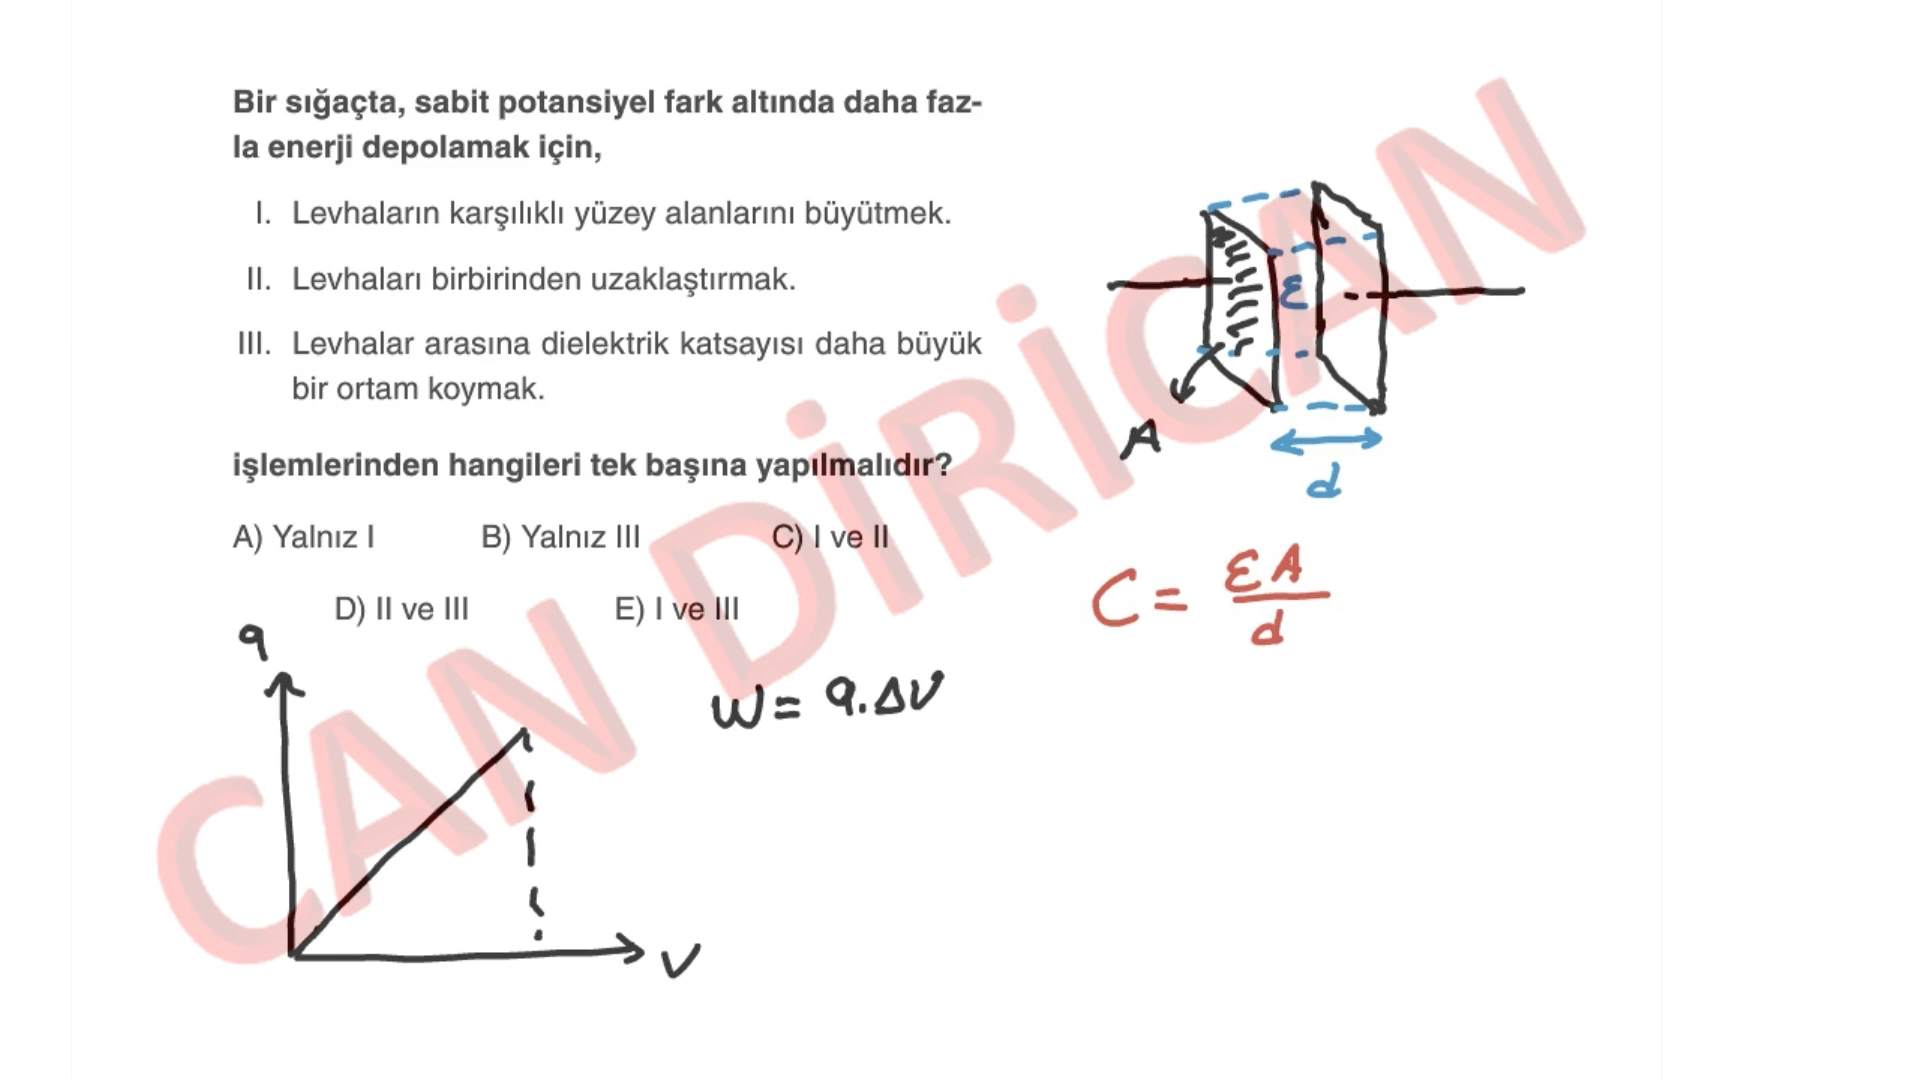 Bir sığaçta, sabit potansiyel fark altında daha faz-
la enerji depolamak için,
I. Levhaların karşılıklı yüzey alanlarını büyütmek.
II. Levhaları birbirinden uzaklaştırmak.
III. Levhalar arasına dielektrik katsayısı daha büyük
bir ortam koymak.
işlemlerinden hangileri tek başına yapılmalıdır?
A) Yalnız I B) Yalnız III C) I ve II
D) II ve III E) I ve III
q
V
W = q.ΔV
ε
A
d
C = εA
d
CAN DİRİCAN